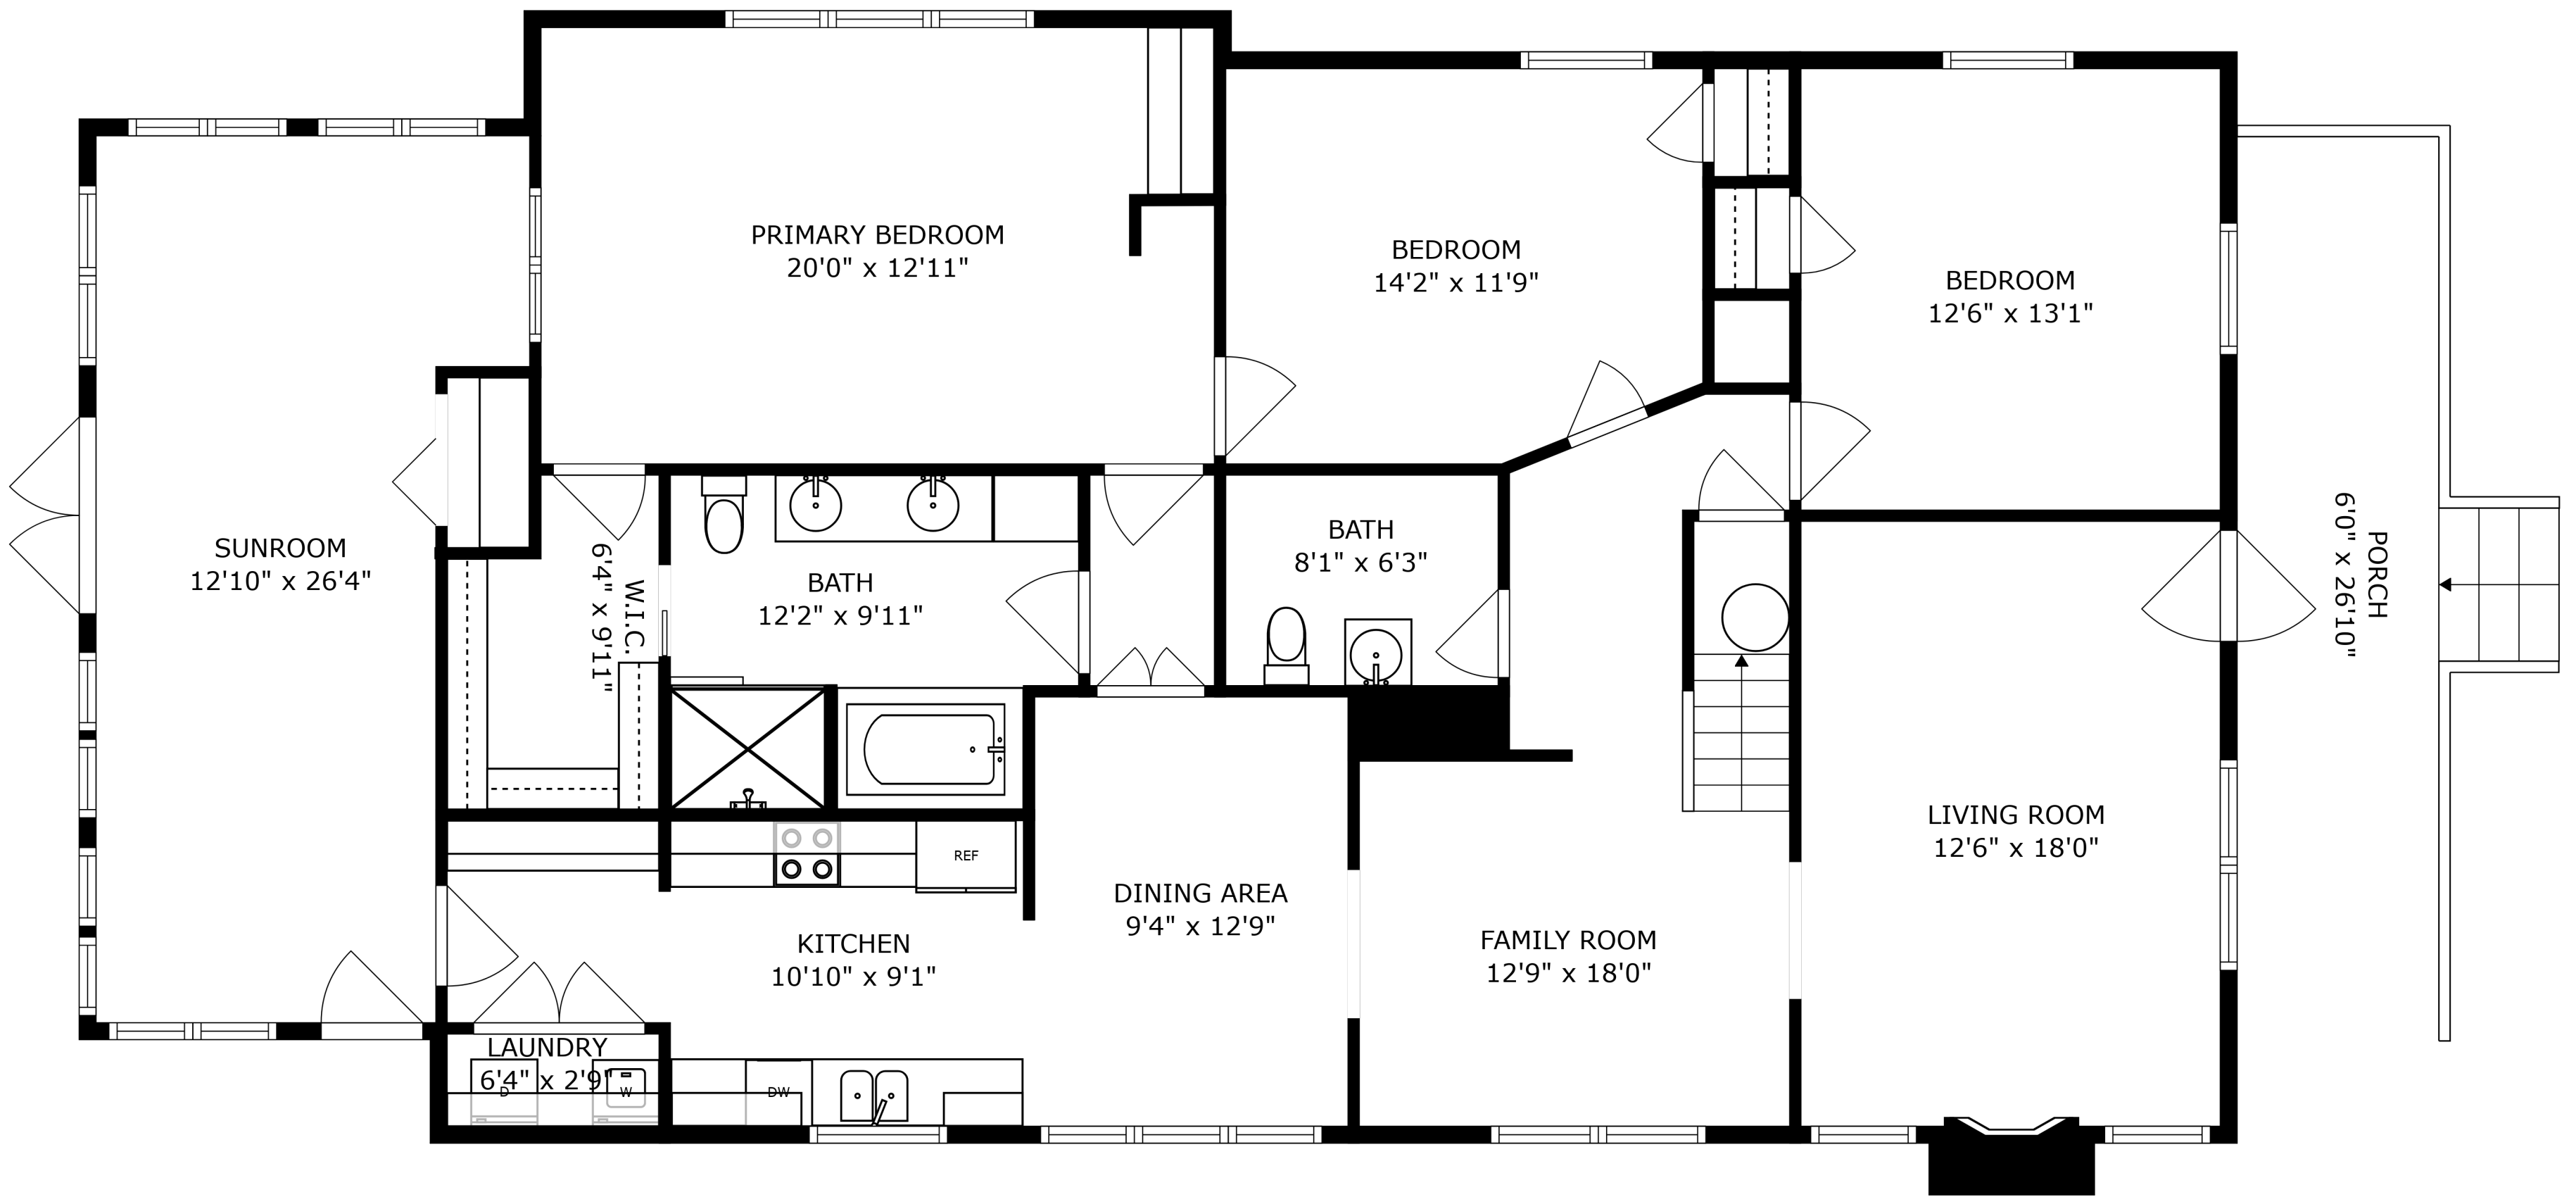 PRIMARY BEDROOM
20'0" x 12'11"
BEDROOM
14'2" x 11'9"
BEDROOM
12'6" x 13'1"
SUNROOM
12'10" x 26'4"
W.I.C.
6'4" x 9'11"
BATH
12'2" x 9'11"
BATH
8'1" x 6'3"
PORCH
6'0" x 26'10"
REF
KITCHEN
10'10" x 9'1"
DINING AREA
9'4" x 12'9"
FAMILY ROOM
12'9" x 18'0"
LIVING ROOM
12'6" x 18'0"
LAUNDRY
6'4" x 2'9"
D
W
DW